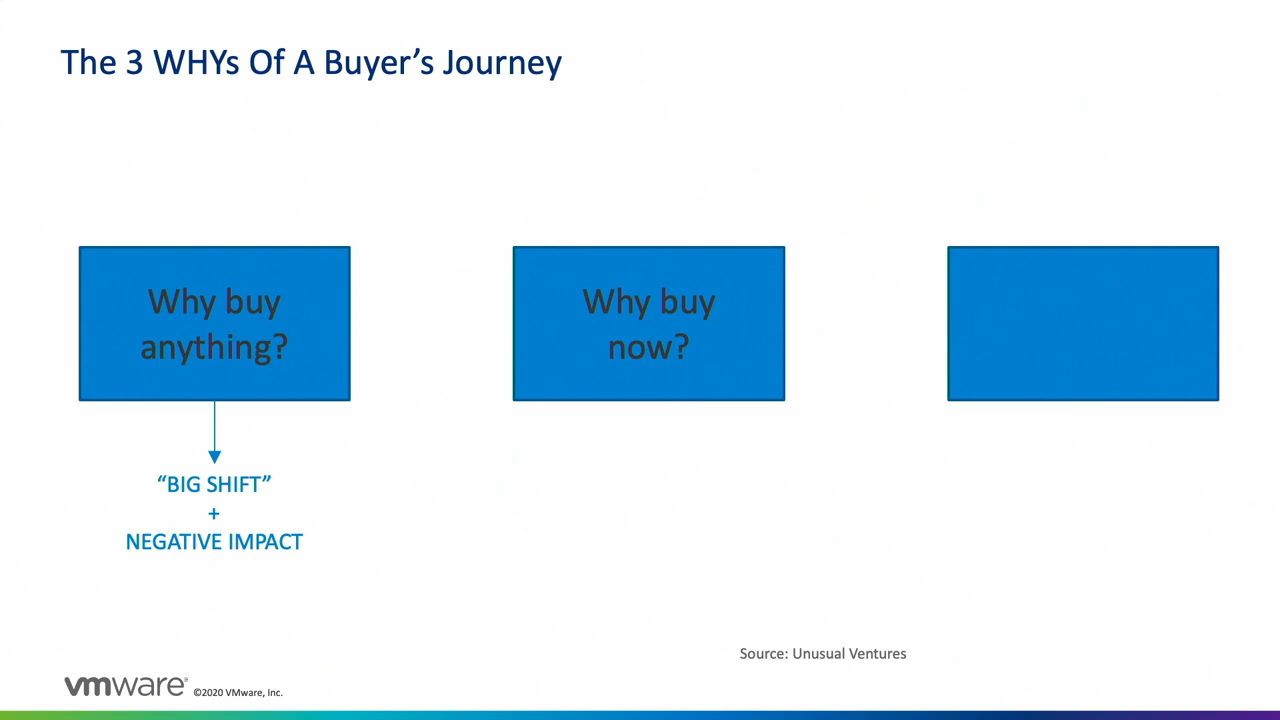 The 3 WHYs Of A Buyer’s Journey
Why buy
anything?
Why buy
now?
“BIG SHIFT”
+
NEGATIVE IMPACT
Source: Unusual Ventures
vmware® ©2020 VMware, Inc.